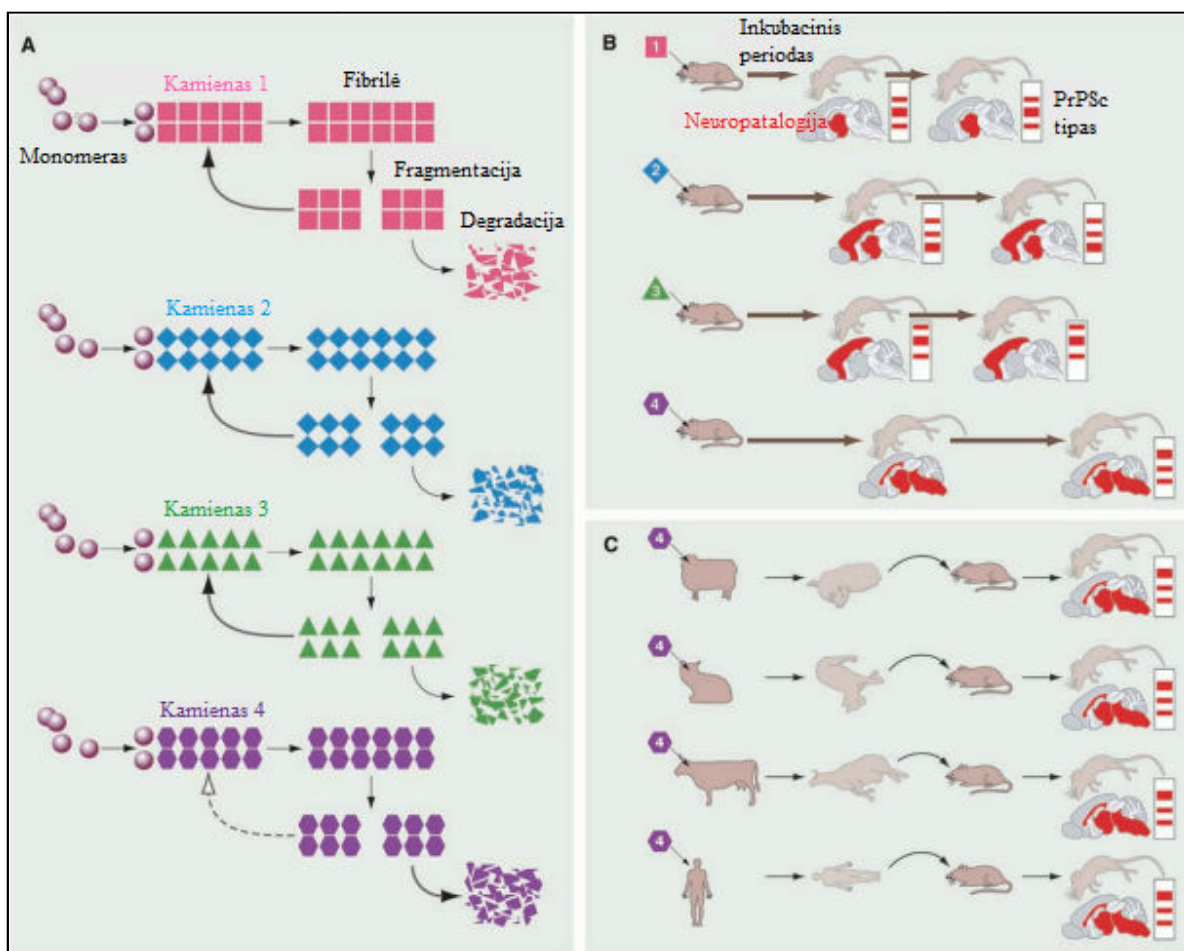 A
Kamienas 1
Fibrilė
Monomeras
Fragmentacija
Degradacija
Kamienas 2
Kamienas 3
Kamienas 4
B
1
Inkubacinis
periodas
Neuropatalogija
PrPSc
tipas
2
3
4
C
4
4
4
4